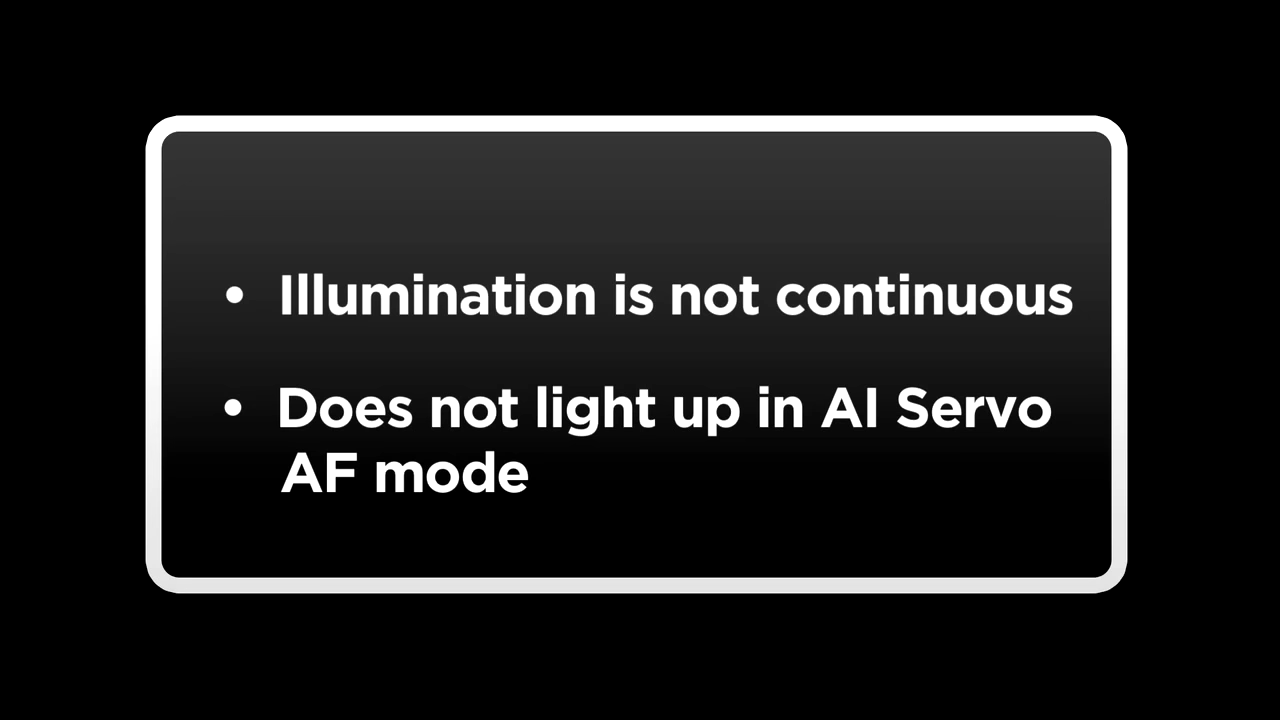 • Illumination is not continuous
• Does not light up in AI Servo
AF mode